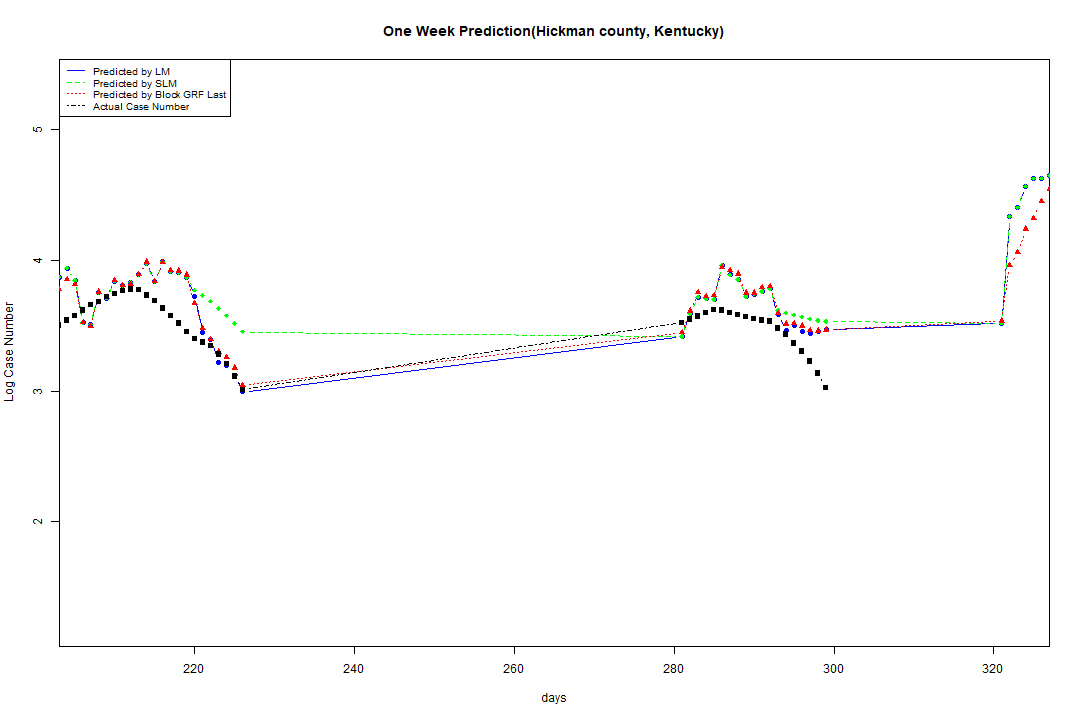 One Week Prediction(Hickman county, Kentucky)
Predicted by LM
Predicted by SLM
Predicted by Block GRF Last
Actual Case Number
Log Case Number
5
4
3
2
220 240 260 280 300 320
days